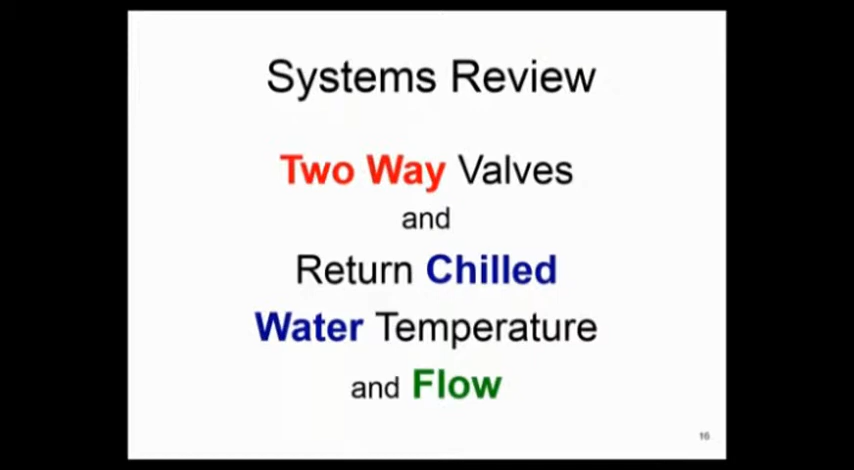 Systems Review
Two Way Valves
and
Return Chilled
Water Temperature
and Flow
16